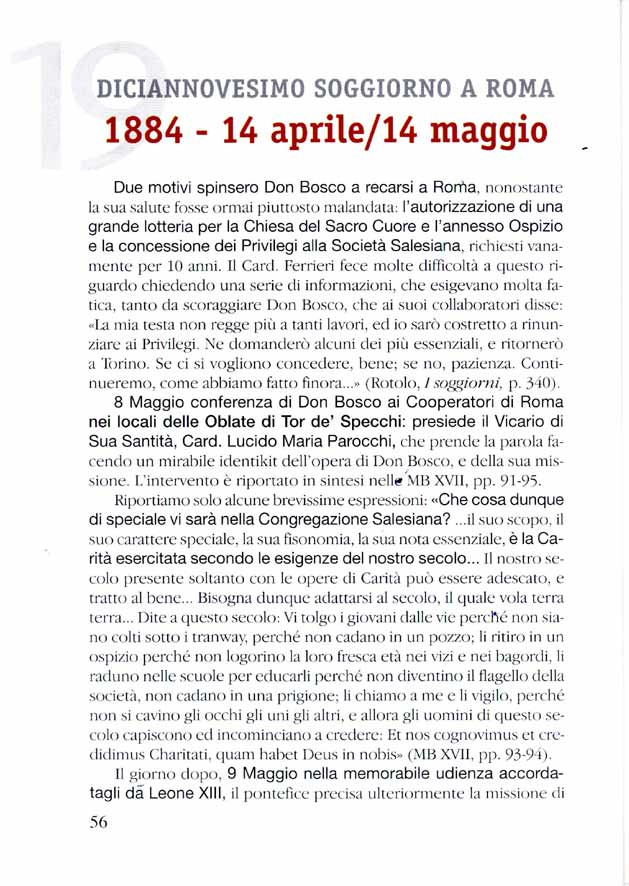 19
DICIANNOVESIMO SOGGIORNO A ROMA
1884 - 14 aprile/14 maggio
Due motivi spinsero Don Bosco a recarsi a Roma, nonostante
la sua salute fosse ormai piuttosto malandata: l'autorizzazione di una
grande lotteria per la Chiesa del Sacro Cuore e l'annesso Ospizio
e la concessione dei Privilegi alla Società Salesiana, richiesti vana-
mente per 10 anni. Il Card. Ferrieri fece molte difficoltà a questo ri-
guardo chiedendo una serie di informazioni, che esigevano molta fa-
tica, tanto da scoraggiare Don Bosco, che ai suoi collaboratori disse:
«La mia testa non regge più a tanti lavori, ed io sarò costretto a rinun-
ziare ai Privilegi. Ne domanderò alcuni dei più essenziali, e ritornerò
a Torino. Se ci si vogliono concedere, bene; se no, pazienza. Conti-
nueremo, come abbiamo fatto finora...» (Rotolo, I soggiorni, p. 340).
8 Maggio conferenza di Don Bosco ai Cooperatori di Roma
nei locali delle Oblate di Tor de' Specchi: presiede il Vicario di
Sua Santità, Card. Lucido Maria Parocchi, che prende la parola fa-
cendo un mirabile identikit dell'opera di Don Bosco, e della sua mis-
sione. L'intervento è riportato in sintesi nelle MB XVII, pp. 91-95.
Riportiamo solo alcune brevissime espressioni: «Che cosa dunque
di speciale vi sarà nella Congregazione Salesiana? ...il suo scopo, il
suo carattere speciale, la sua fisonomia, la sua nota essenziale, è la Ca-
rità esercitata secondo le esigenze del nostro secolo... Il nostro se-
colo presente soltanto con le opere di Carità può essere adescato, e
tratto al bene... Bisogna dunque adattarsi al secolo, il quale vola terra
terra... Dite a questo secolo: Vi tolgo i giovani dalle vie perché non sia-
no colti sotto i tranway, perché non cadano in un pozzo; li ritiro in un
ospizio perché non logorino la loro fresca età nei vizi e nei bagordi, li
raduno nelle scuole per educarli perché non diventino il flagello della
società, non cadano in una prigione; li chiamo a me e li vigilo, perché
non si cavino gli occhi gli uni gli altri, e allora gli uomini di questo se-
colo capiscono ed incominciano a credere: Et nos cognovimus et cre-
didimus Charitati, quam habet Deus in nobis» (MB XVII, pp. 93-94).
Il giorno dopo, 9 Maggio nella memorabile udienza accorda-
tagli da Leone XIII, il pontefice precisa ulteriormente la missione di
56